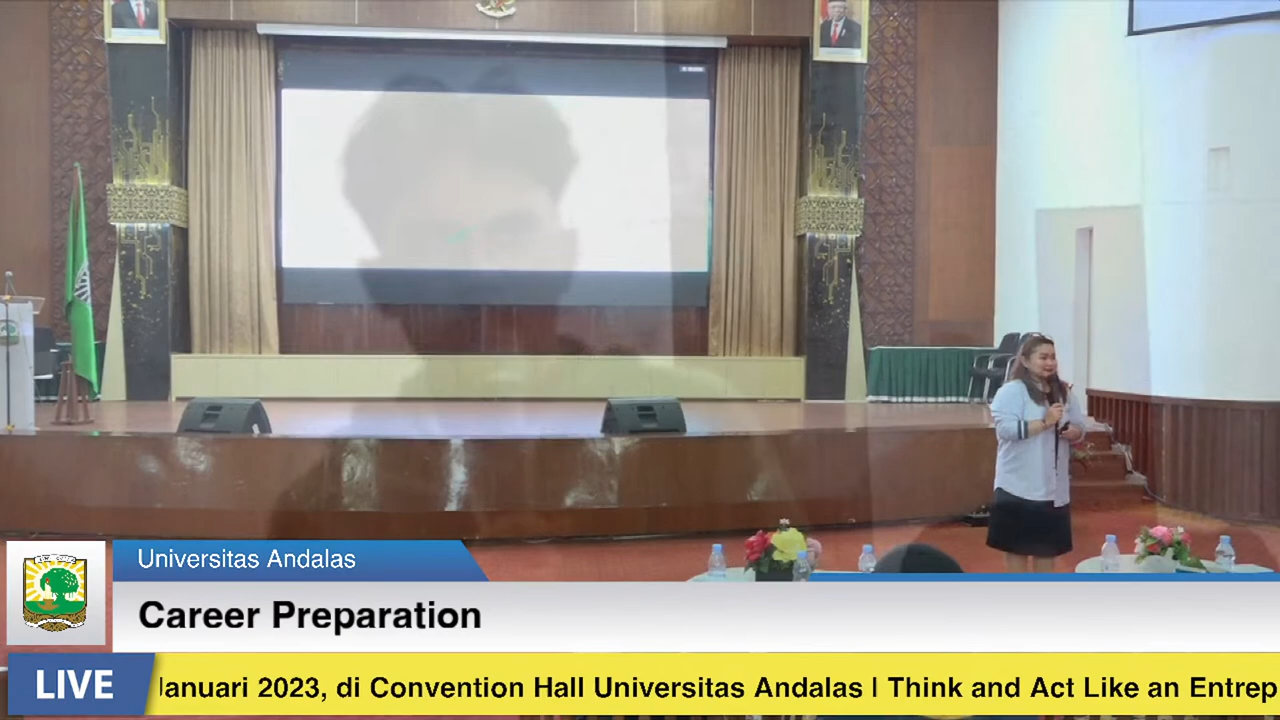 Universitas Andalas
Career Preparation
LIVE
Januari 2023, di Convention Hall Universitas Andalas | Think and Act Like an Entrep